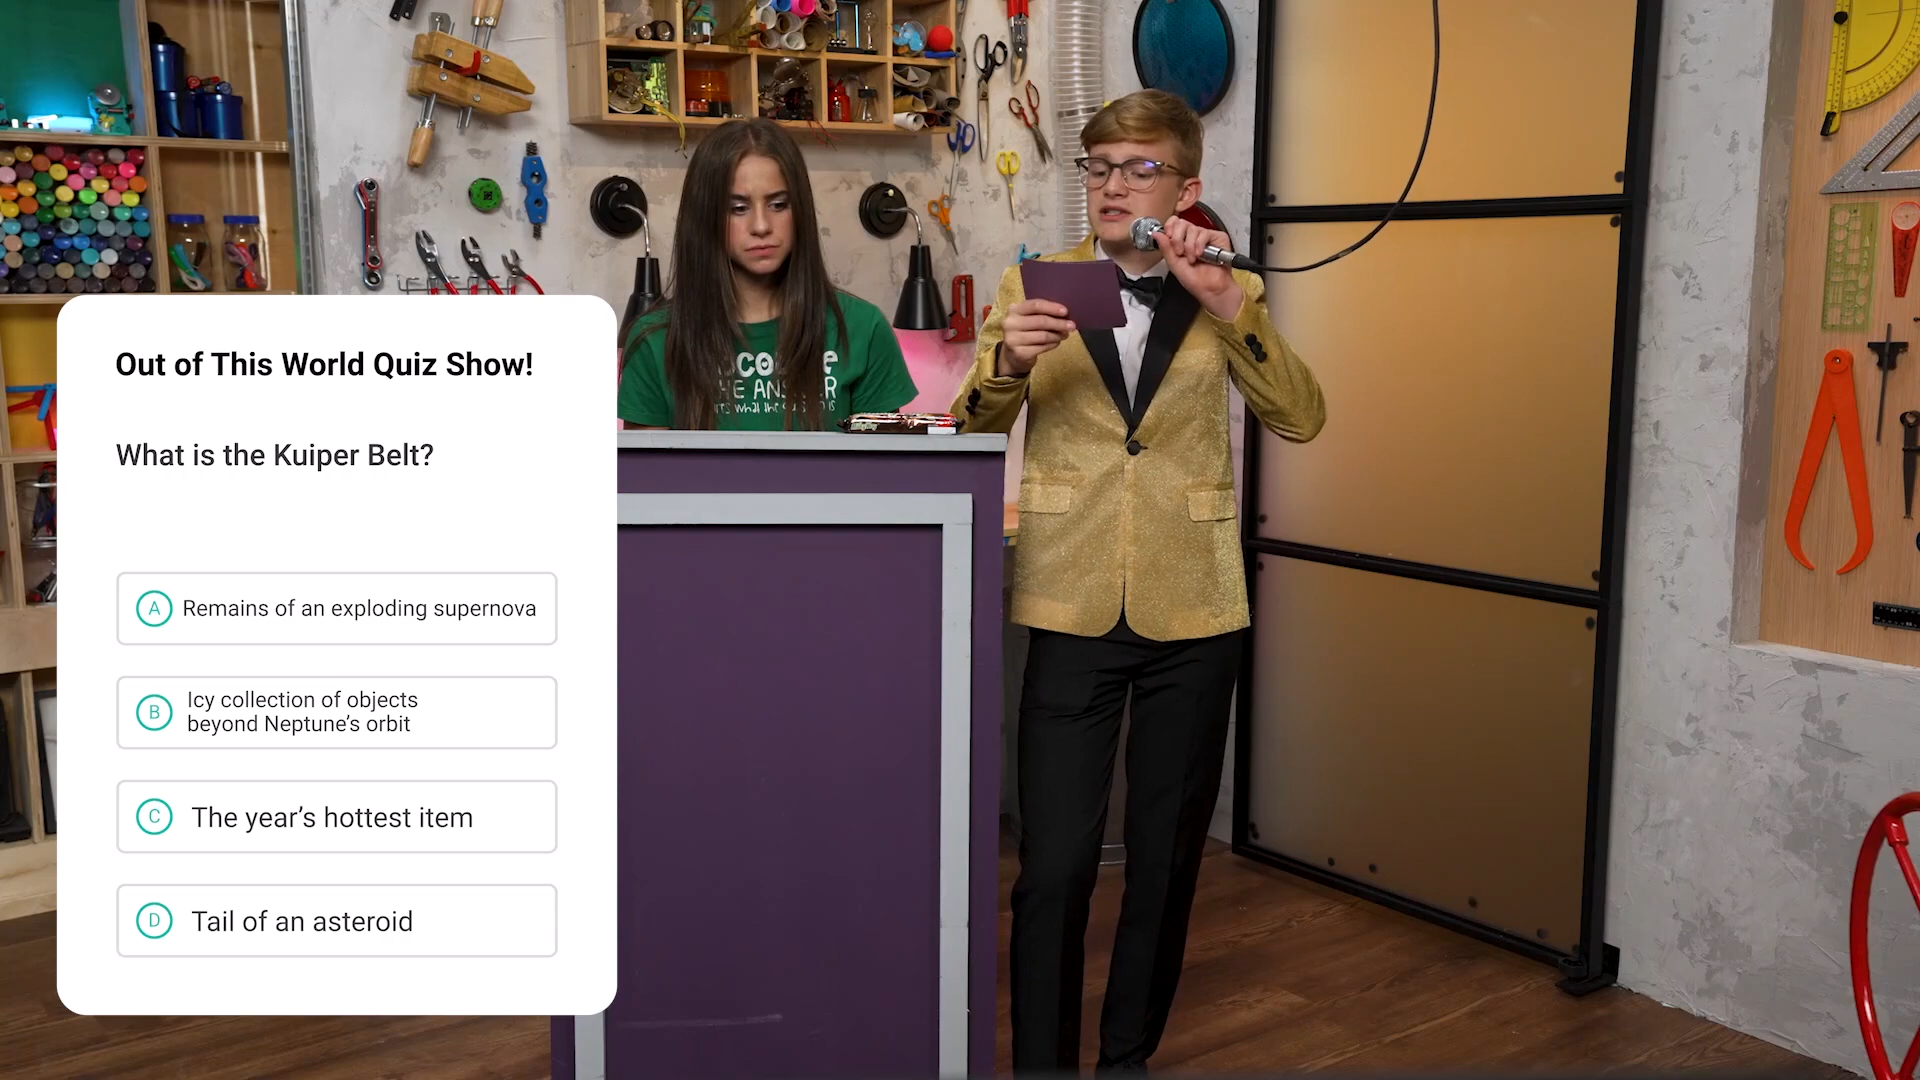 Out of This World Quiz Show!
What is the Kuiper Belt?
A Remains of an exploding supernova
B Icy collection of objects
beyond Neptune’s orbit
C The year’s hottest item
D Tail of an asteroid